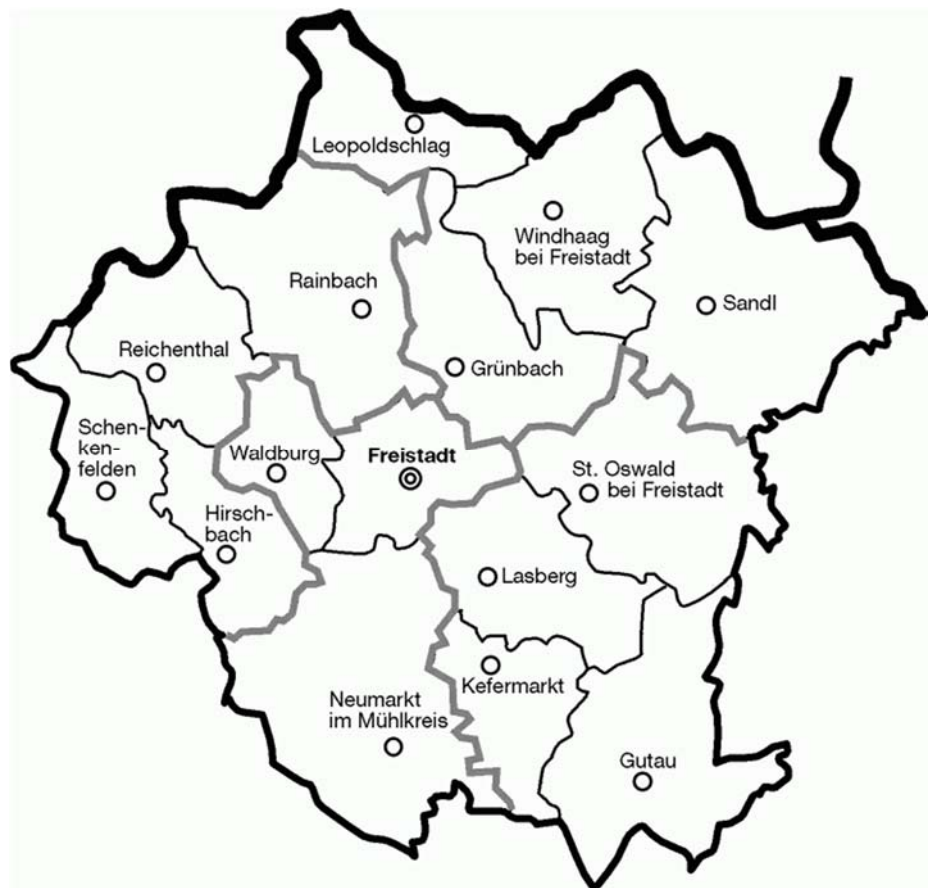 Leopoldschlag
Windhaag
bei Freistadt
Rainbach
Sandl
Reichenthal
Grünbach
Schen-
ken-
felden
Waldburg
Freistadt
St. Oswald
bei Freistadt
Hirsch-
bach
Lasberg
Kefermarkt
Neumarkt
im Mühlkreis
Gutau